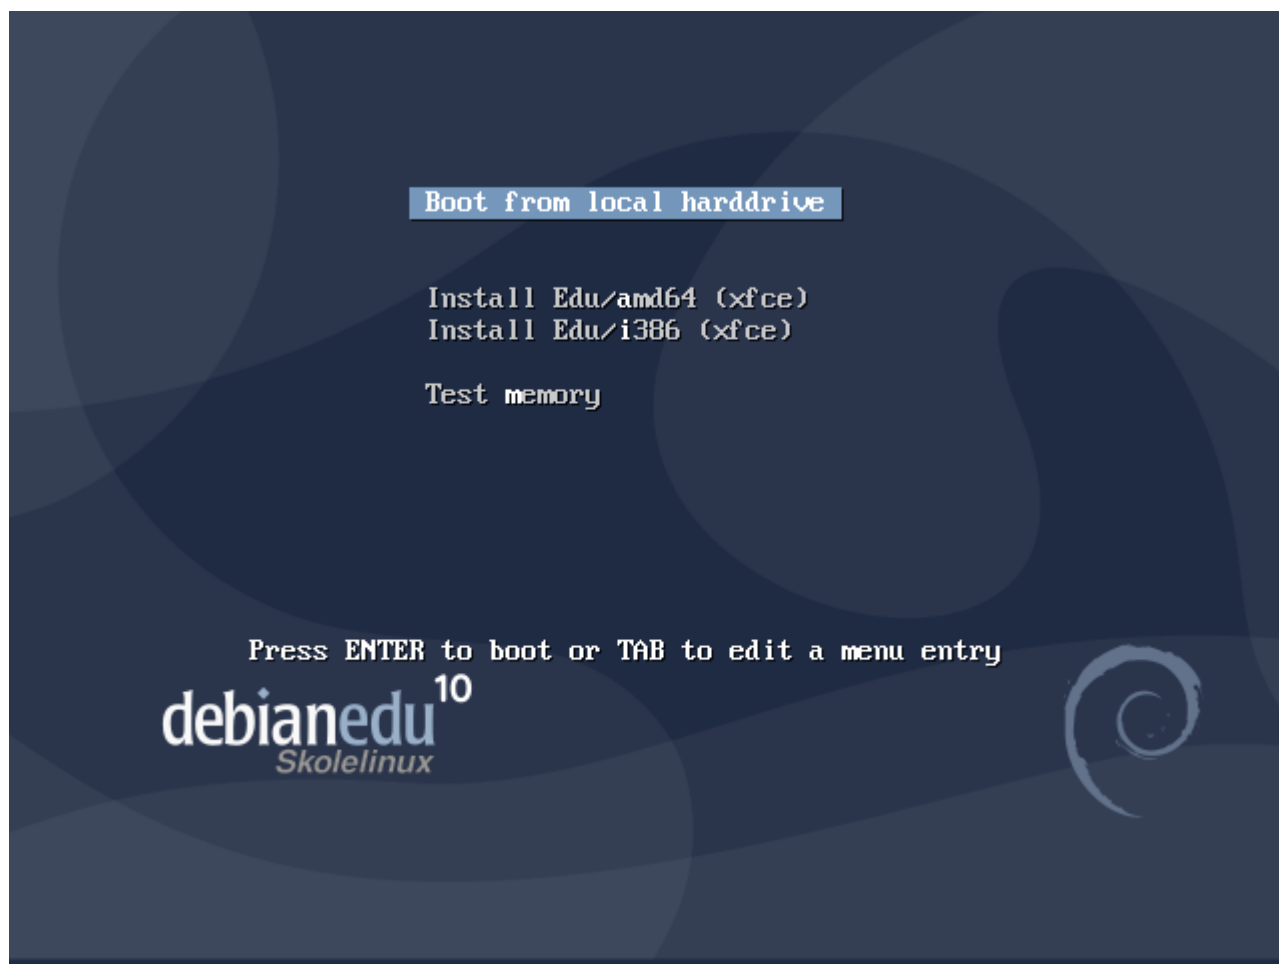 Boot from local harddrive
Install Edu/amd64 (xfce)
Install Edu/i386 (xfce)
Test memory
Press ENTER to boot or TAB to edit a menu entry
debianedu 10
Skolelinux